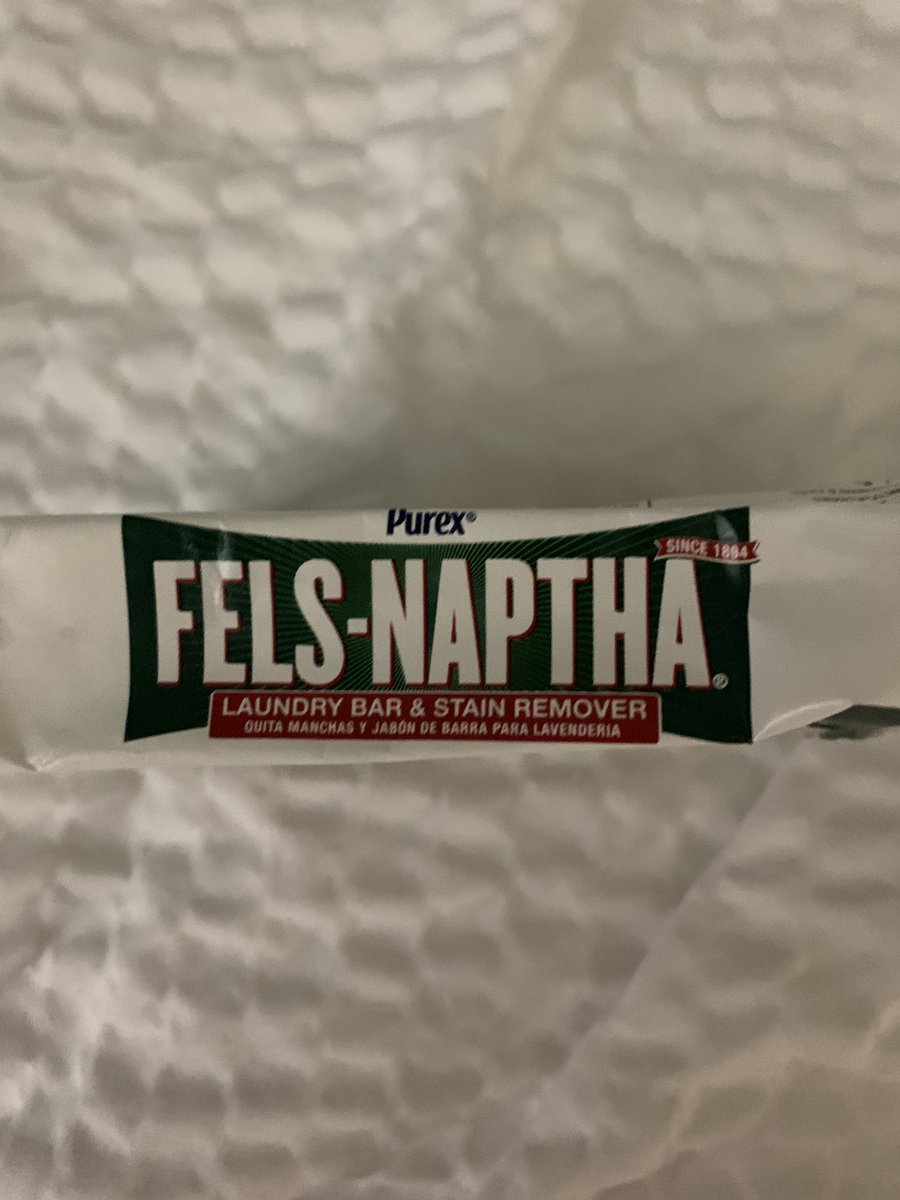 Purex®
SINCE 1894
FELS-NAPTHA®
LAUNDRY BAR & STAIN REMOVER
QUITA MANCHAS Y JABÓN DE BARRA PARA LAVENDERIA